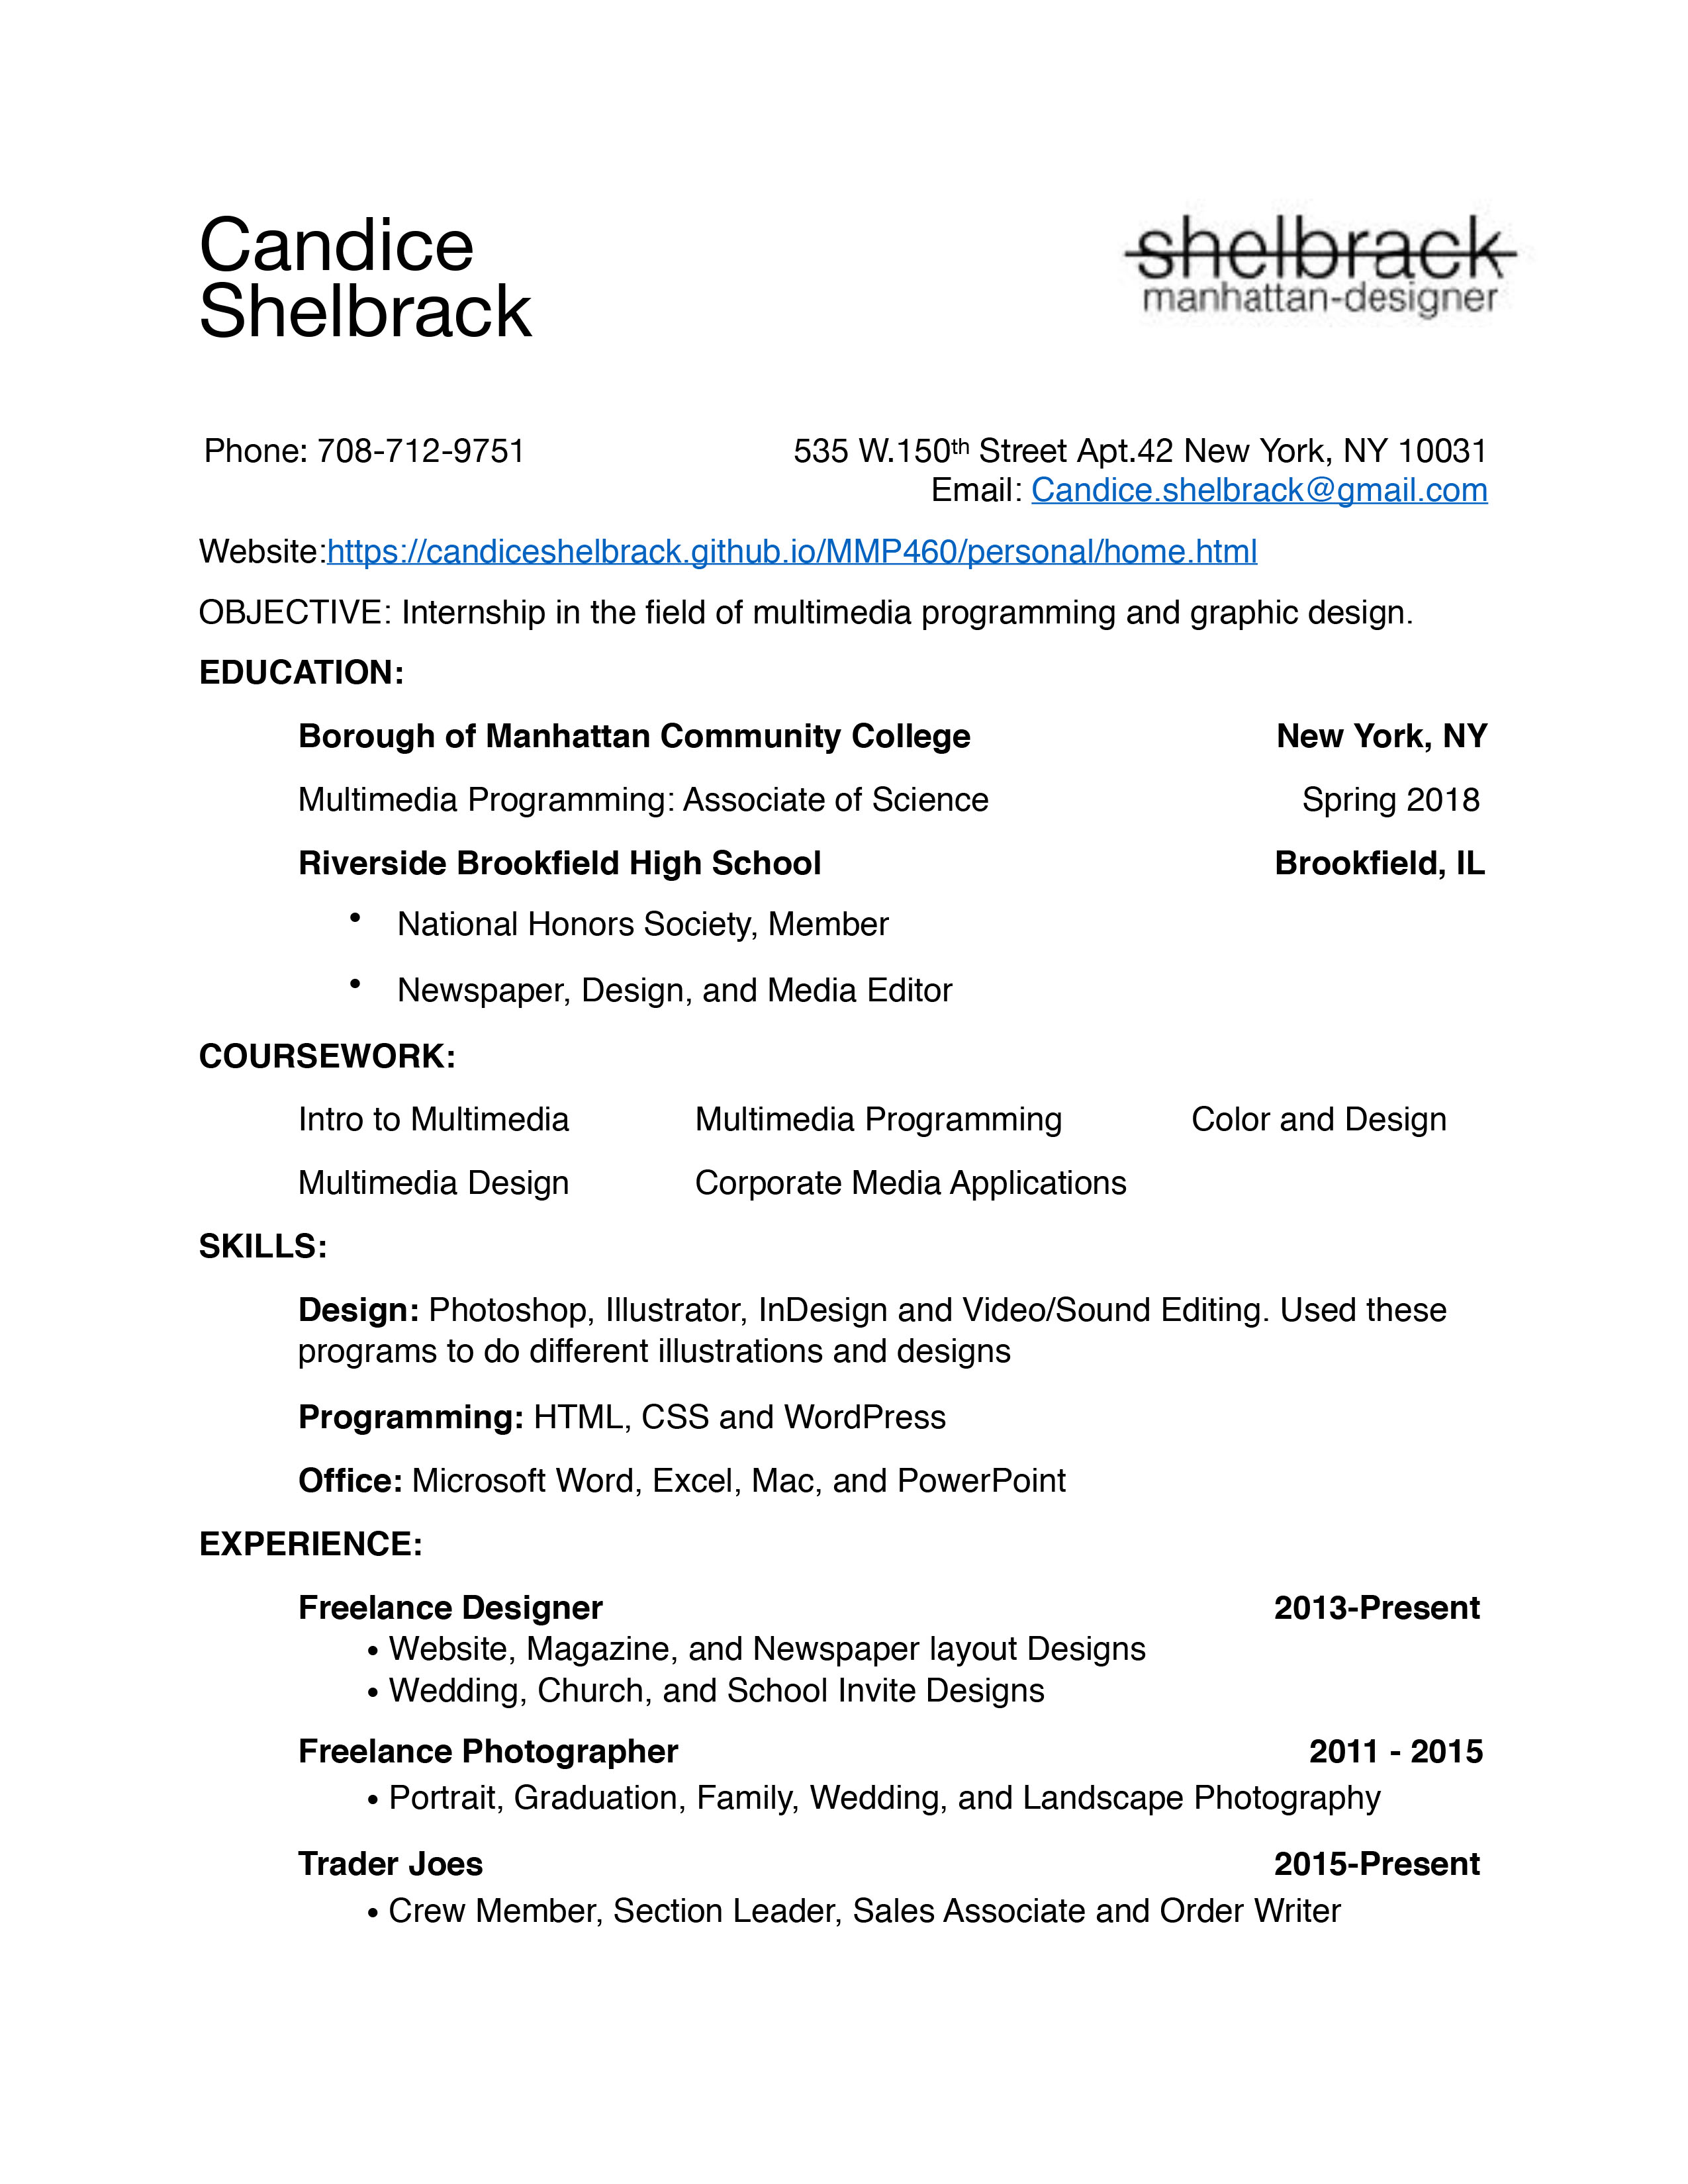 Candice
Shelbrack
shelbrack
manhattan-designer
Phone: 708-712-9751 535 W.150th Street Apt.42 New York, NY 10031
Email: Candice.shelbrack@gmail.com
Website:https://candiceshelbrack.github.io/MMP460/personal/home.html
OBJECTIVE: Internship in the field of multimedia programming and graphic design.
EDUCATION:
Borough of Manhattan Community College New York, NY
Multimedia Programming: Associate of Science Spring 2018
Riverside Brookfield High School Brookfield, IL
• National Honors Society, Member
• Newspaper, Design, and Media Editor
COURSEWORK:
Intro to Multimedia Multimedia Programming Color and Design
Multimedia Design Corporate Media Applications
SKILLS:
Design: Photoshop, Illustrator, InDesign and Video/Sound Editing. Used these
programs to do different illustrations and designs
Programming: HTML, CSS and WordPress
Office: Microsoft Word, Excel, Mac, and PowerPoint
EXPERIENCE:
Freelance Designer 2013-Present
• Website, Magazine, and Newspaper layout Designs
• Wedding, Church, and School Invite Designs
Freelance Photographer 2011 - 2015
• Portrait, Graduation, Family, Wedding, and Landscape Photography
Trader Joes 2015-Present
• Crew Member, Section Leader, Sales Associate and Order Writer